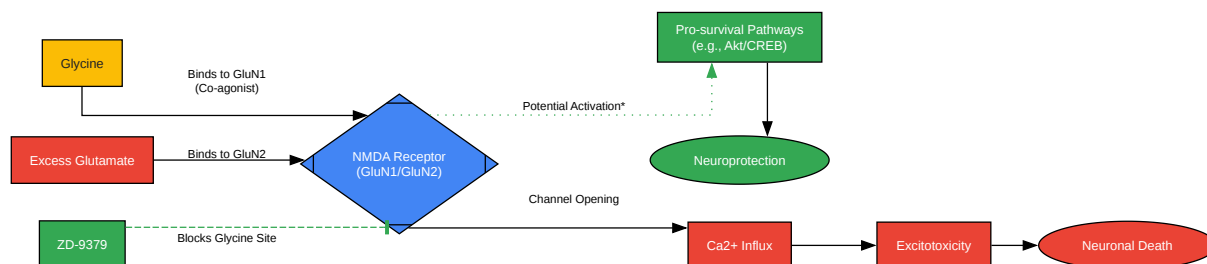 Pro-survival Pathways
(e.g., Akt/CREB)
Glycine
Binds to GluN1
(Co-agonist)
Potential Activation*
Excess Glutamate
Binds to GluN2
NMDA Receptor
(GluN1/GluN2)
Neuroprotection
Channel Opening
ZD-9379
Blocks Glycine Site
Ca2+ Influx
Excitotoxicity
Neuronal Death